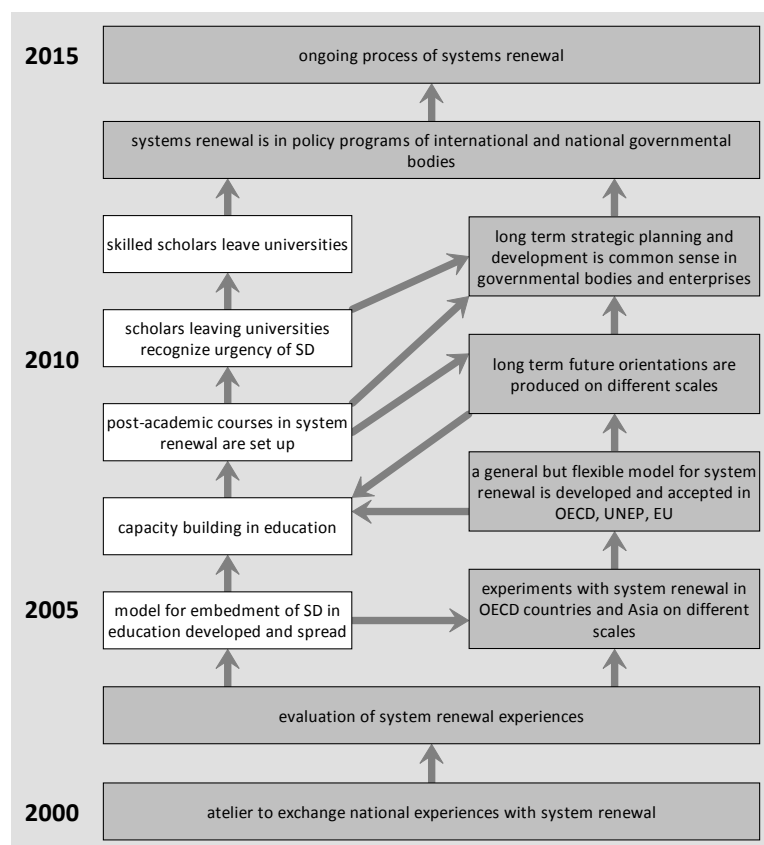 2015
ongoing process of systems renewal
systems renewal is in policy programs of international and national governmental
bodies
skilled scholars leave universities
long term strategic planning and
development is common sense in
governmental bodies and enterprises
scholars leaving universities
recognize urgency of SD
2010
long term future orientations are
produced on different scales
post-academic courses in system
renewal are set up
a general but flexible model for system
renewal is developed and accepted in
OECD, UNEP, EU
capacity building in education
2005
model for embedment of SD in
education developed and spread
experiments with system renewal in
OECD countries and Asia on different
scales
evaluation of system renewal experiences
2000
atelier to exchange national experiences with system renewal